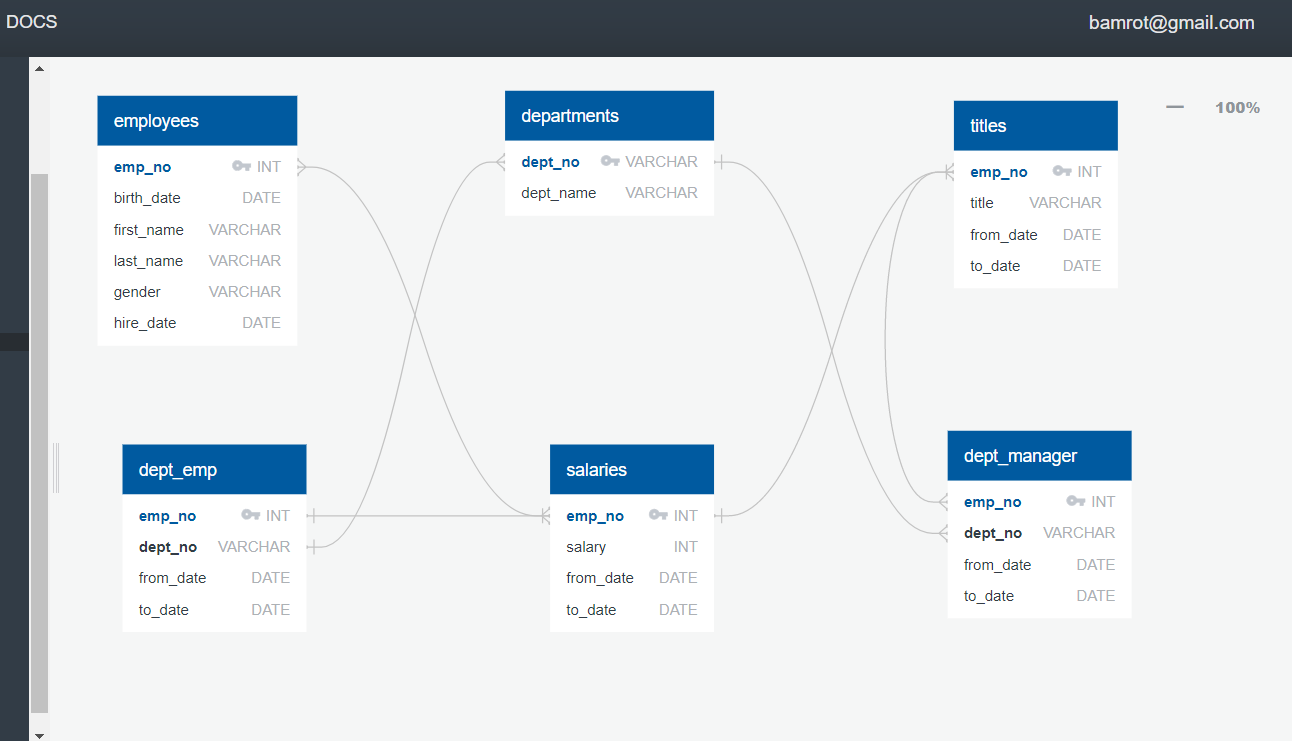 DOCS
bamrot@gmail.com
100%
employees
emp_no INT
birth_date DATE
first_name VARCHAR
last_name VARCHAR
gender VARCHAR
hire_date DATE
departments
dept_no VARCHAR
dept_name VARCHAR
titles
emp_no INT
title VARCHAR
from_date DATE
to_date DATE
dept_emp
emp_no INT
dept_no VARCHAR
from_date DATE
to_date DATE
salaries
emp_no INT
salary INT
from_date DATE
to_date DATE
dept_manager
emp_no INT
dept_no VARCHAR
from_date DATE
to_date DATE